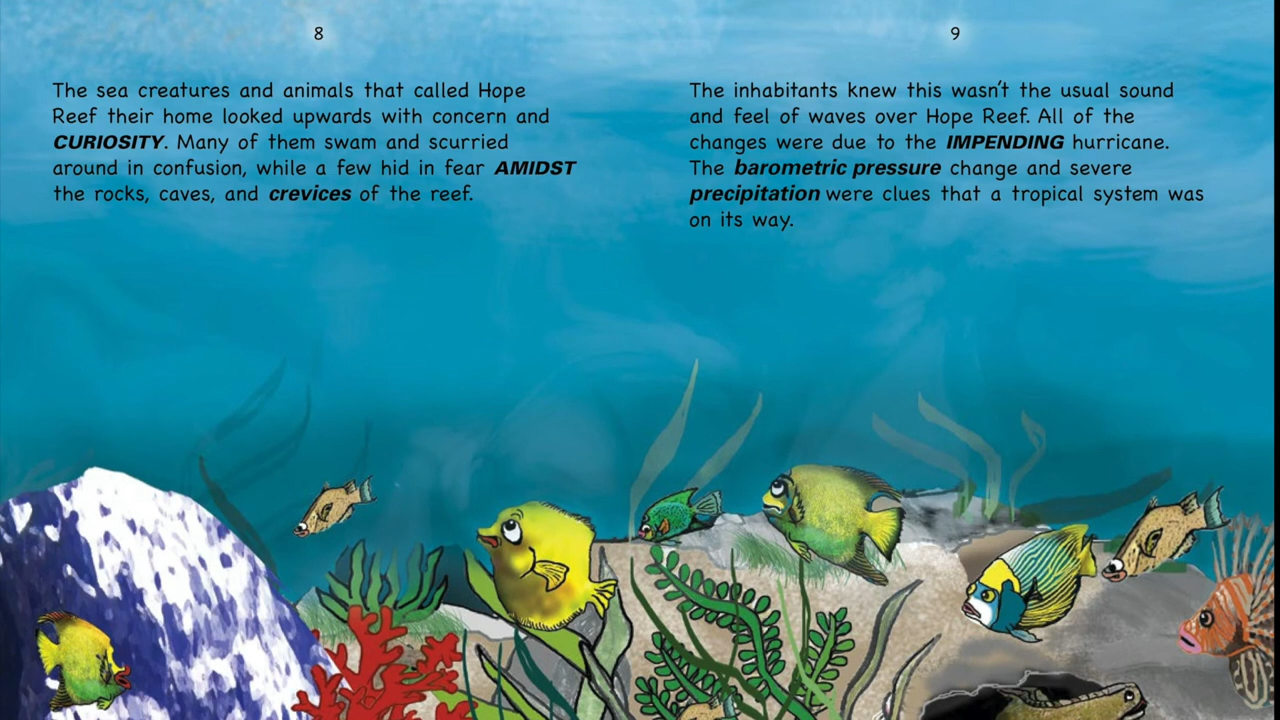 8
The sea creatures and animals that called Hope
Reef their home looked upwards with concern and
CURIOSITY. Many of them swam and scurried
around in confusion, while a few hid in fear AMIDST
the rocks, caves, and crevices of the reef.
9
The inhabitants knew this wasn't the usual sound
and feel of waves over Hope Reef. All of the
changes were due to the IMPENDING hurricane.
The barometric pressure change and severe
precipitation were clues that a tropical system was
on its way.